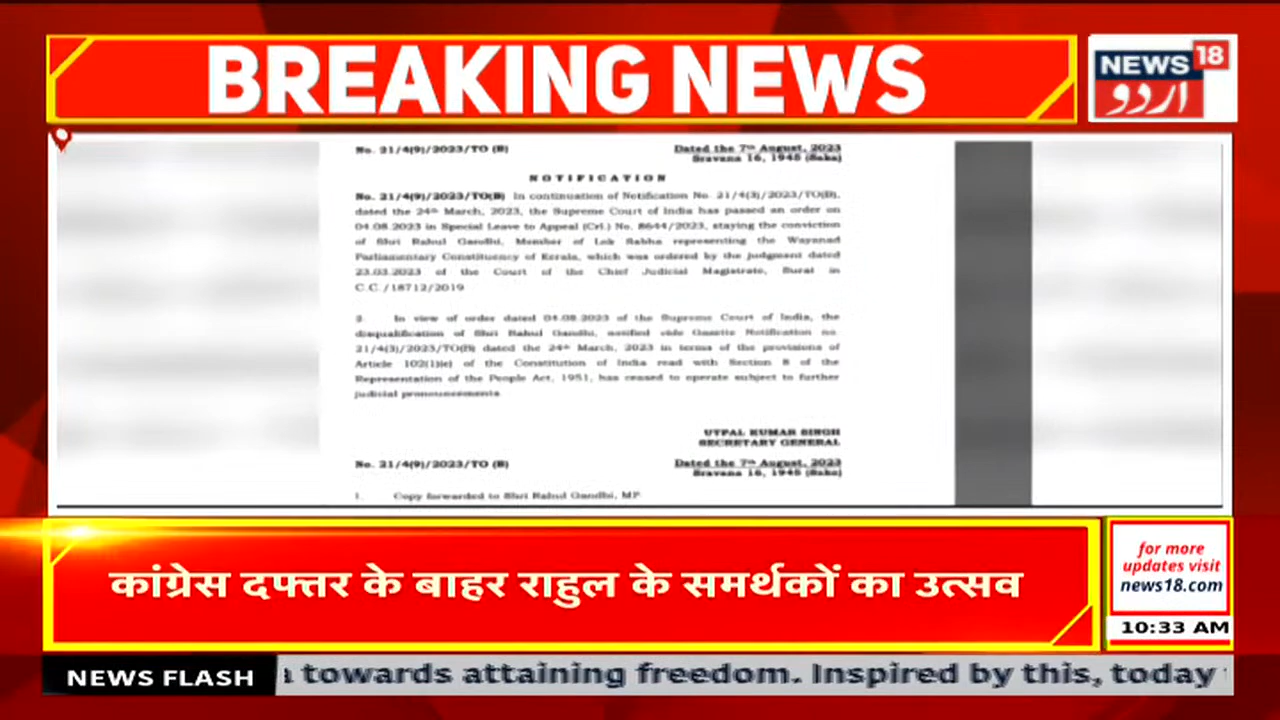 BREAKING NEWS
NEWS 18
اردو
No. 21/4(9)/2023/TO (B) Dated the 7th August, 2023
Sravana 16, 1945 (Saka)
NOTIFICATION
No. 21/4(9)/2023/TO(B) In continuation of Notification No. 21/4(3)/2023/TO(B),
dated the 24th March, 2023, the Supreme Court of India has passed an order on
04.08.2023 in Special Leave to Appeal (Crl.) No. 8644/2023, staying the conviction
of Shri Rahul Gandhi, Member of Lok Sabha representing the Wayanad
Parliamentary Constituency of Kerala, which was ordered by the judgment dated
23.03.2023 of the Court of the Chief Judicial Magistrate, Surat in
C.C./18712/2019
2. In view of order dated 04.08.2023 of the Supreme Court of India, the
disqualification of Shri Rahul Gandhi, notified vide Gazette Notification no.
21/4(3)/2023/TO(B) dated the 24th March, 2023 in terms of the provisions of
Article 102(1)(e) of the Constitution of India read with Section 8 of the
Representation of the People Act, 1951, has ceased to operate subject to further
judicial pronouncements
UTPAL KUMAR SINGH
SECRETARY GENERAL
No. 21/4(9)/2023/TO (B) Dated the 7th August, 2023
Sravana 16, 1945 (Saka)
1. Copy forwarded to Shri Rahul Gandhi, MP
कांग्रेस दफ्तर के बाहर राहुल के समर्थकों का उत्सव
for more
updates visit
news18.com
10:33 AM
NEWS FLASH towards attaining freedom. Inspired by this, today